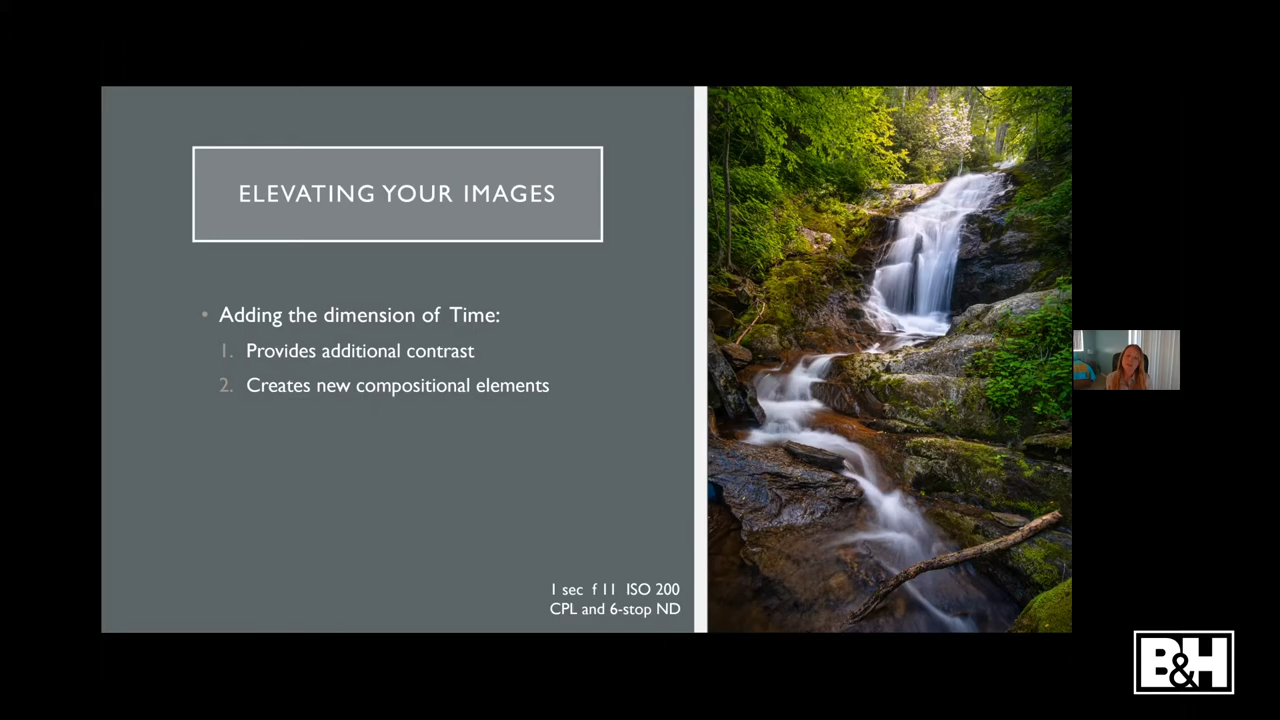 ELEVATING YOUR IMAGES
• Adding the dimension of Time:
1. Provides additional contrast
2. Creates new compositional elements
1 sec f 11 ISO 200
CPL and 6-stop ND
B&H